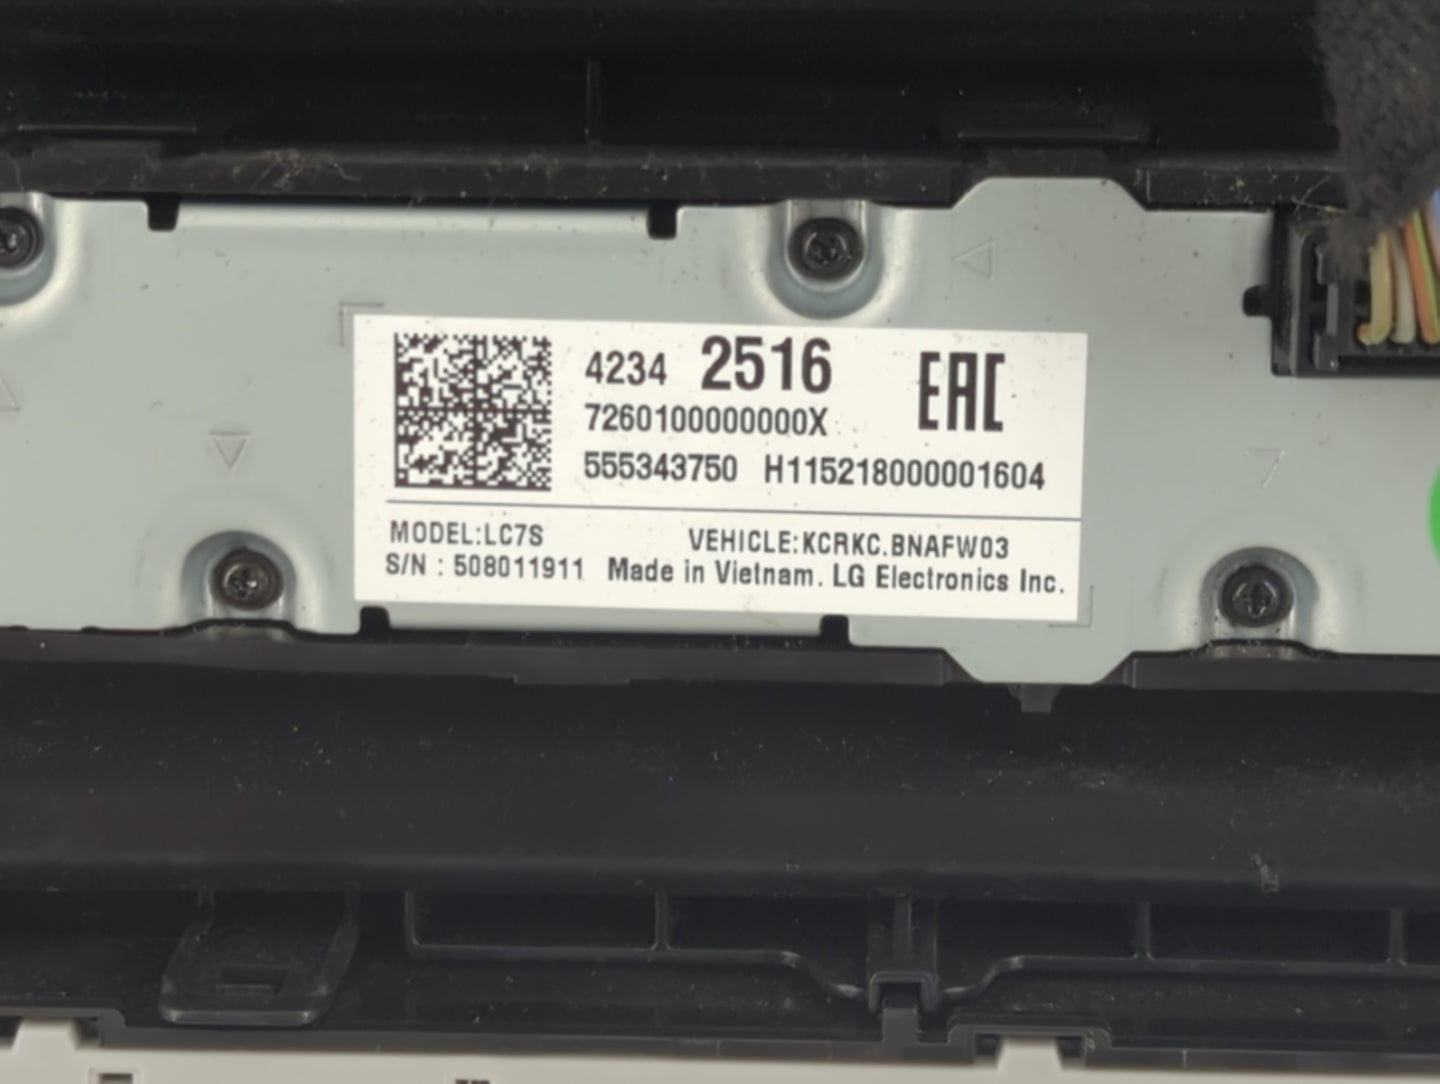 4234 2516 EAC
7260100000000X
555343750 H115218000001604
MODEL:LC7S VEHICLE:KCRKC.BNAFW03
S/N : 508011911 Made in Vietnam. LG Electronics Inc.